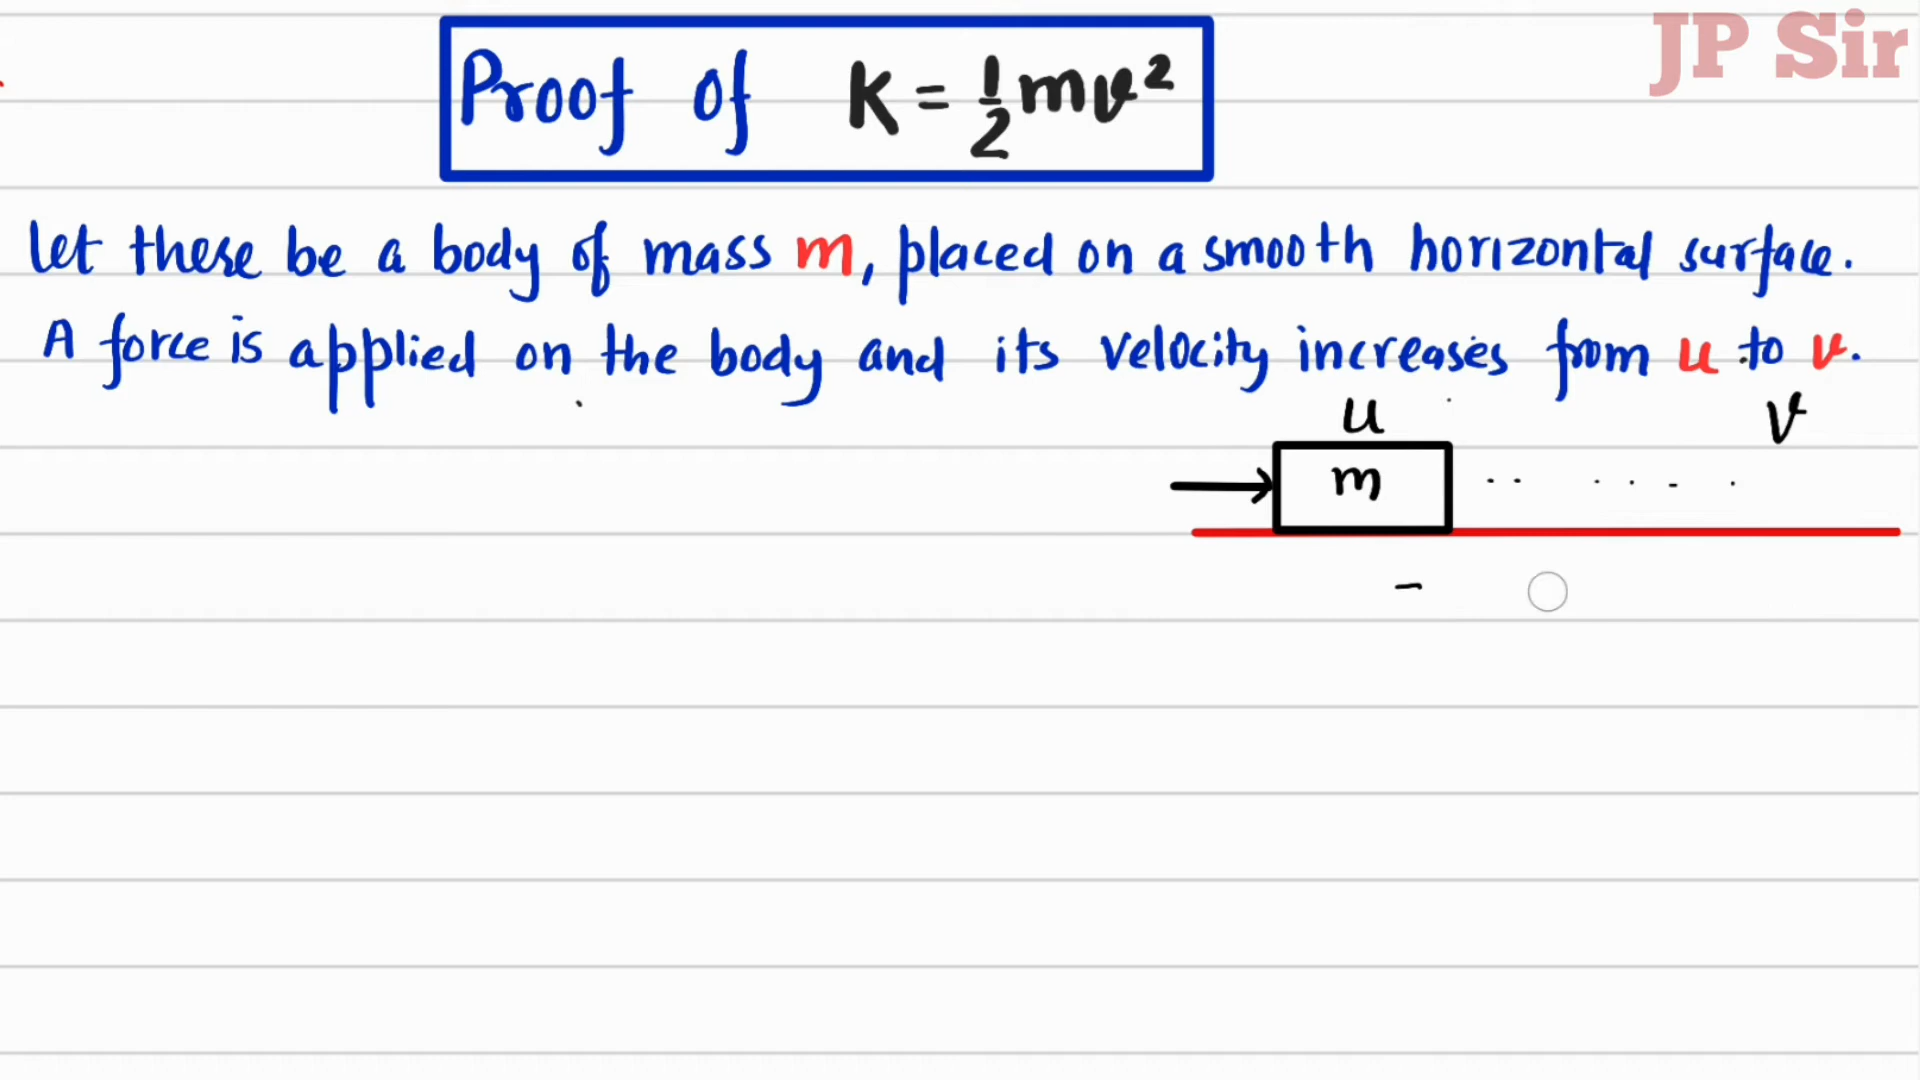 JP Sir
Proof of K = ½mv²
let there be a body of mass m, placed on a smooth horizontal surface.
A force is applied on the body and its velocity increases from u to v.
u
v
m